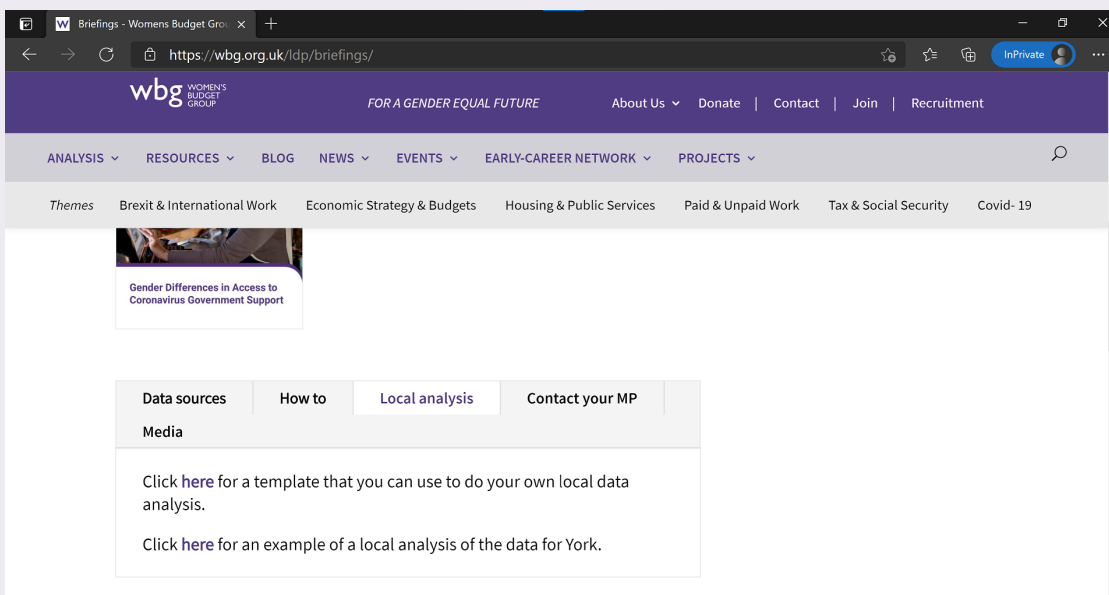 Briefings - Womens Budget Grou
https://wbg.org.uk/ldp/briefings/
InPrivate
wbg WOMEN'S
BUDGET
GROUP
FOR A GENDER EQUAL FUTURE
About Us Donate | Contact | Join | Recruitment
ANALYSIS RESOURCES BLOG NEWS EVENTS EARLY-CAREER NETWORK PROJECTS
Themes Brexit & International Work Economic Strategy & Budgets Housing & Public Services Paid & Unpaid Work Tax & Social Security Covid- 19
Gender Differences in Access to
Coronavirus Government Support
Data sources How to Local analysis Contact your MP
Media
Click here for a template that you can use to do your own local data
analysis.
Click here for an example of a local analysis of the data for York.